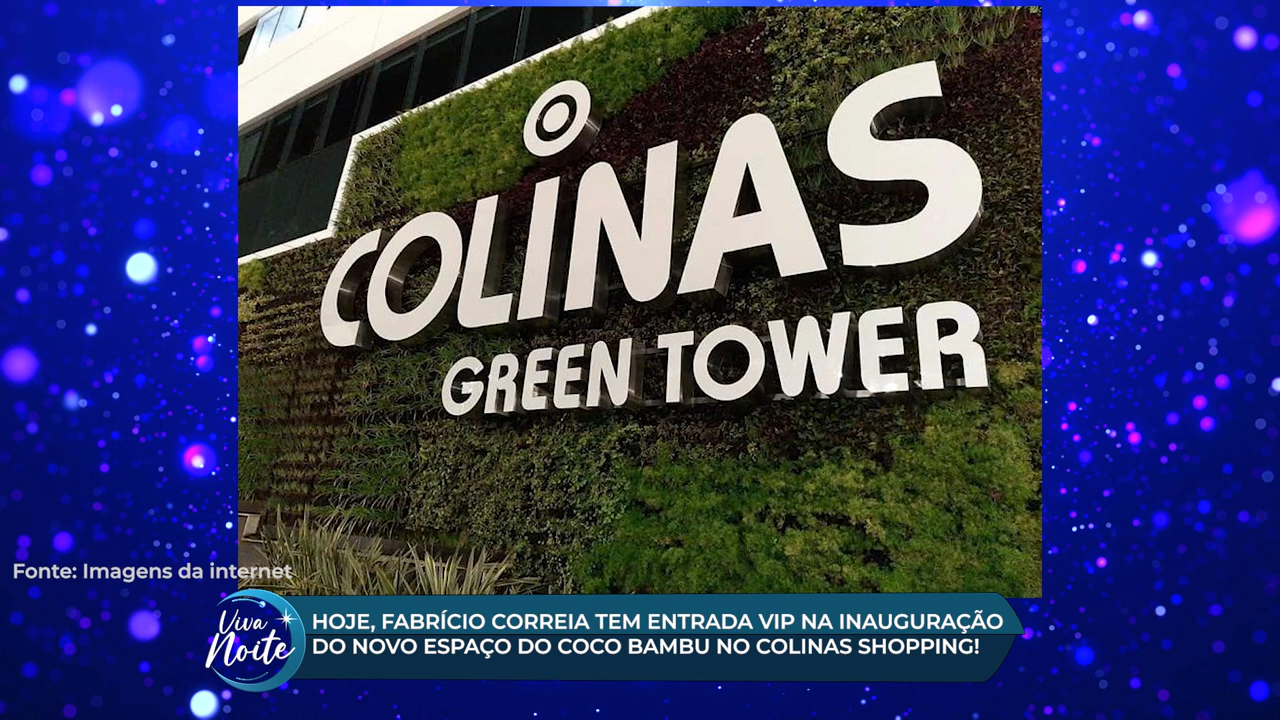 COLINAS
GREEN TOWER
Fonte: Imagens da internet
Viva
Noite
HOJE, FABRÍCIO CORREIA TEM ENTRADA VIP NA INAUGURAÇÃO
DO NOVO ESPAÇO DO COCO BAMBU NO COLINAS SHOPPING!